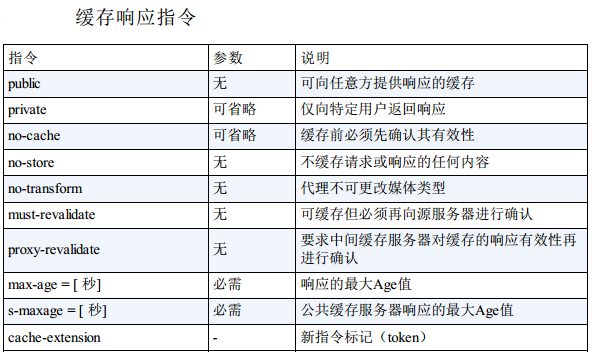 缓存响应指令
指令 参数 说明
public 无 可向任意方提供响应的缓存
private 可省略 仅向特定用户返回响应
no-cache 可省略 缓存前必须先确认其有效性
no-store 无 不缓存请求或响应的任何内容
no-transform 无 代理不可更改媒体类型
must-revalidate 无 可缓存但必须再向源服务器进行确认
proxy-revalidate 无 要求中间缓存服务器对缓存的响应有效性再
进行确认
max-age = [ 秒] 必需 响应的最大Age值
s-maxage = [ 秒] 必需 公共缓存服务器响应的最大Age值
cache-extension - 新指令标记（token）